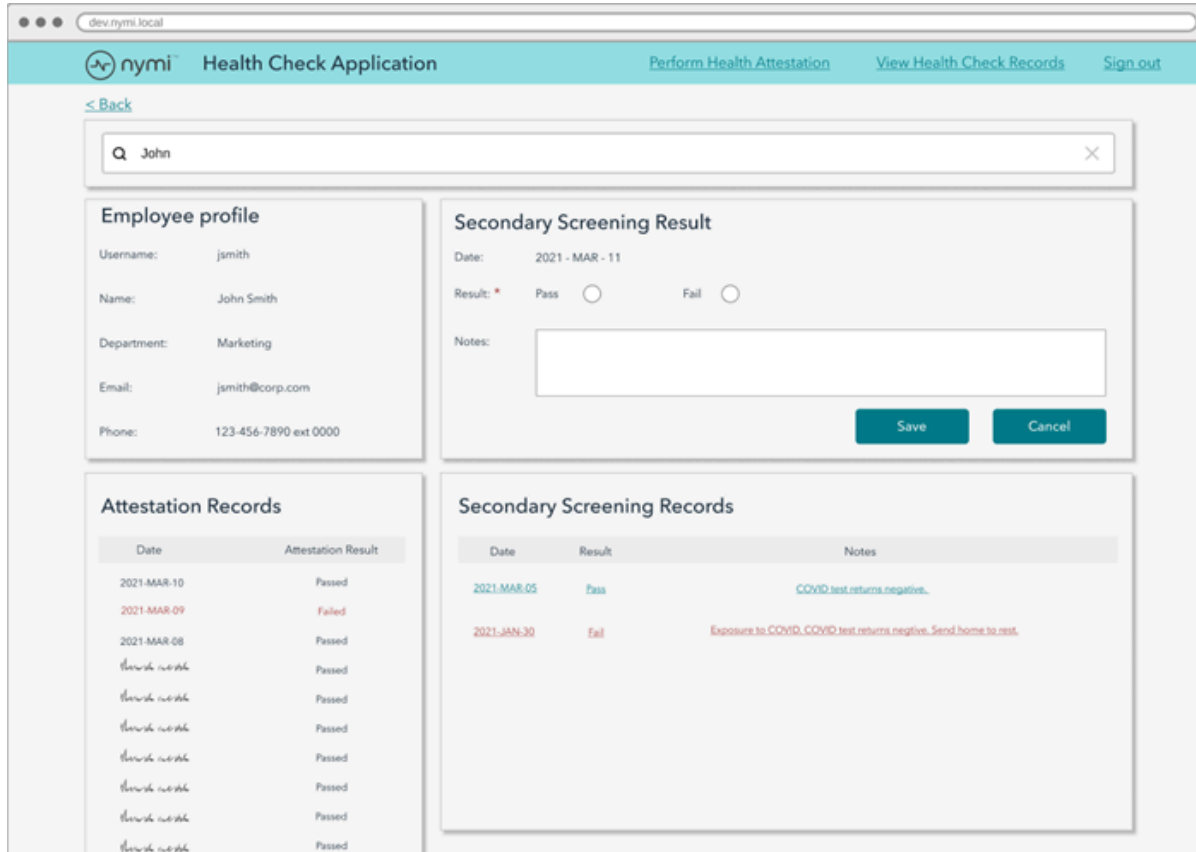 dev.nymi.local
nymi™ Health Check Application Perform Health Attestation View Health Check Records Sign out
< Back
John
Employee profile
Username: jsmith
Name: John Smith
Department: Marketing
Email: jsmith@corp.com
Phone: 123-456-7890 ext 0000
Secondary Screening Result
Date: 2021 - MAR - 11
Result: * Pass Fail
Notes:
Save Cancel
Attestation Records
Date Attestation Result
2021-MAR-10 Passed
2021-MAR-09 Failed
2021-MAR-08 Passed
Passed
Passed
Passed
Passed
Passed
Passed
Passed
Secondary Screening Records
Date Result Notes
2021-MAR-05 Pass COVID test returns negative.
2021-JAN-30 Fail Exposure to COVID. COVID test returns negtive. Send home to rest.